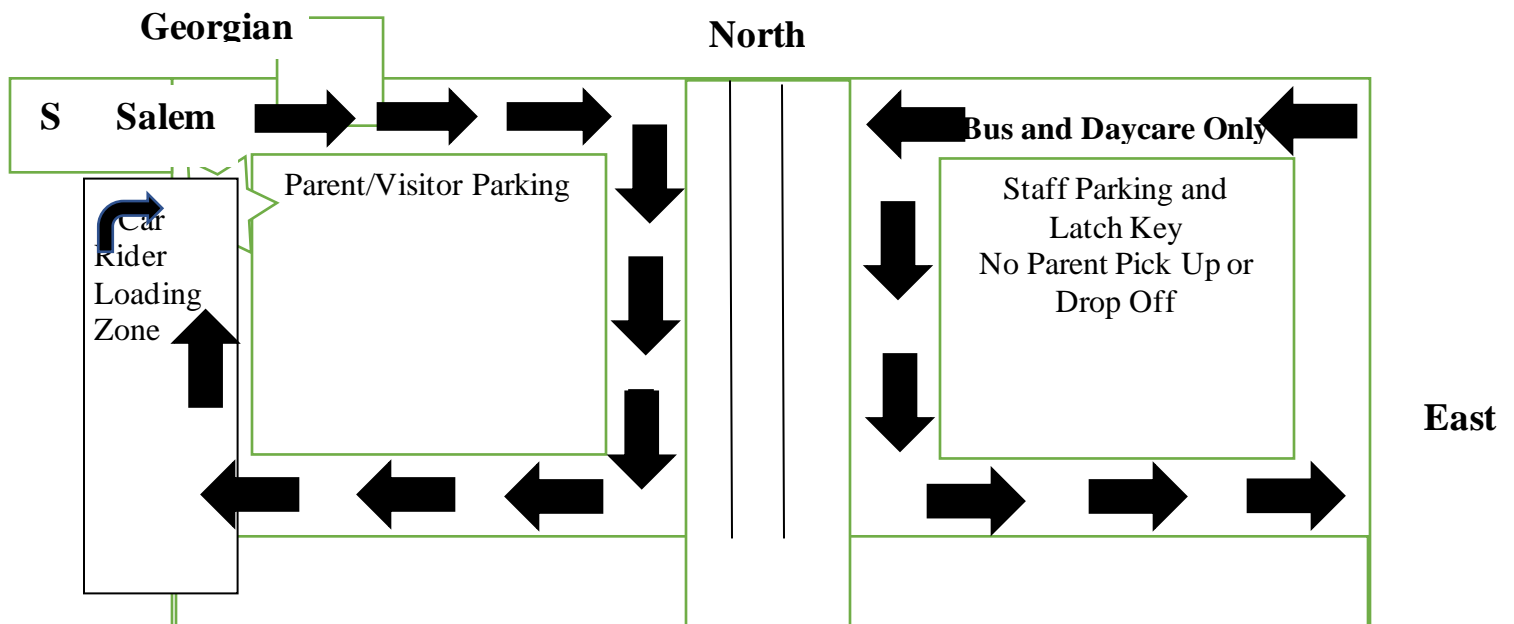 Georgian
North
S Salem
Bus and Daycare Only
Parent/Visitor Parking
Staff Parking and
Latch Key
No Parent Pick Up or
Drop Off
Car
Rider
Loading
Zone
East